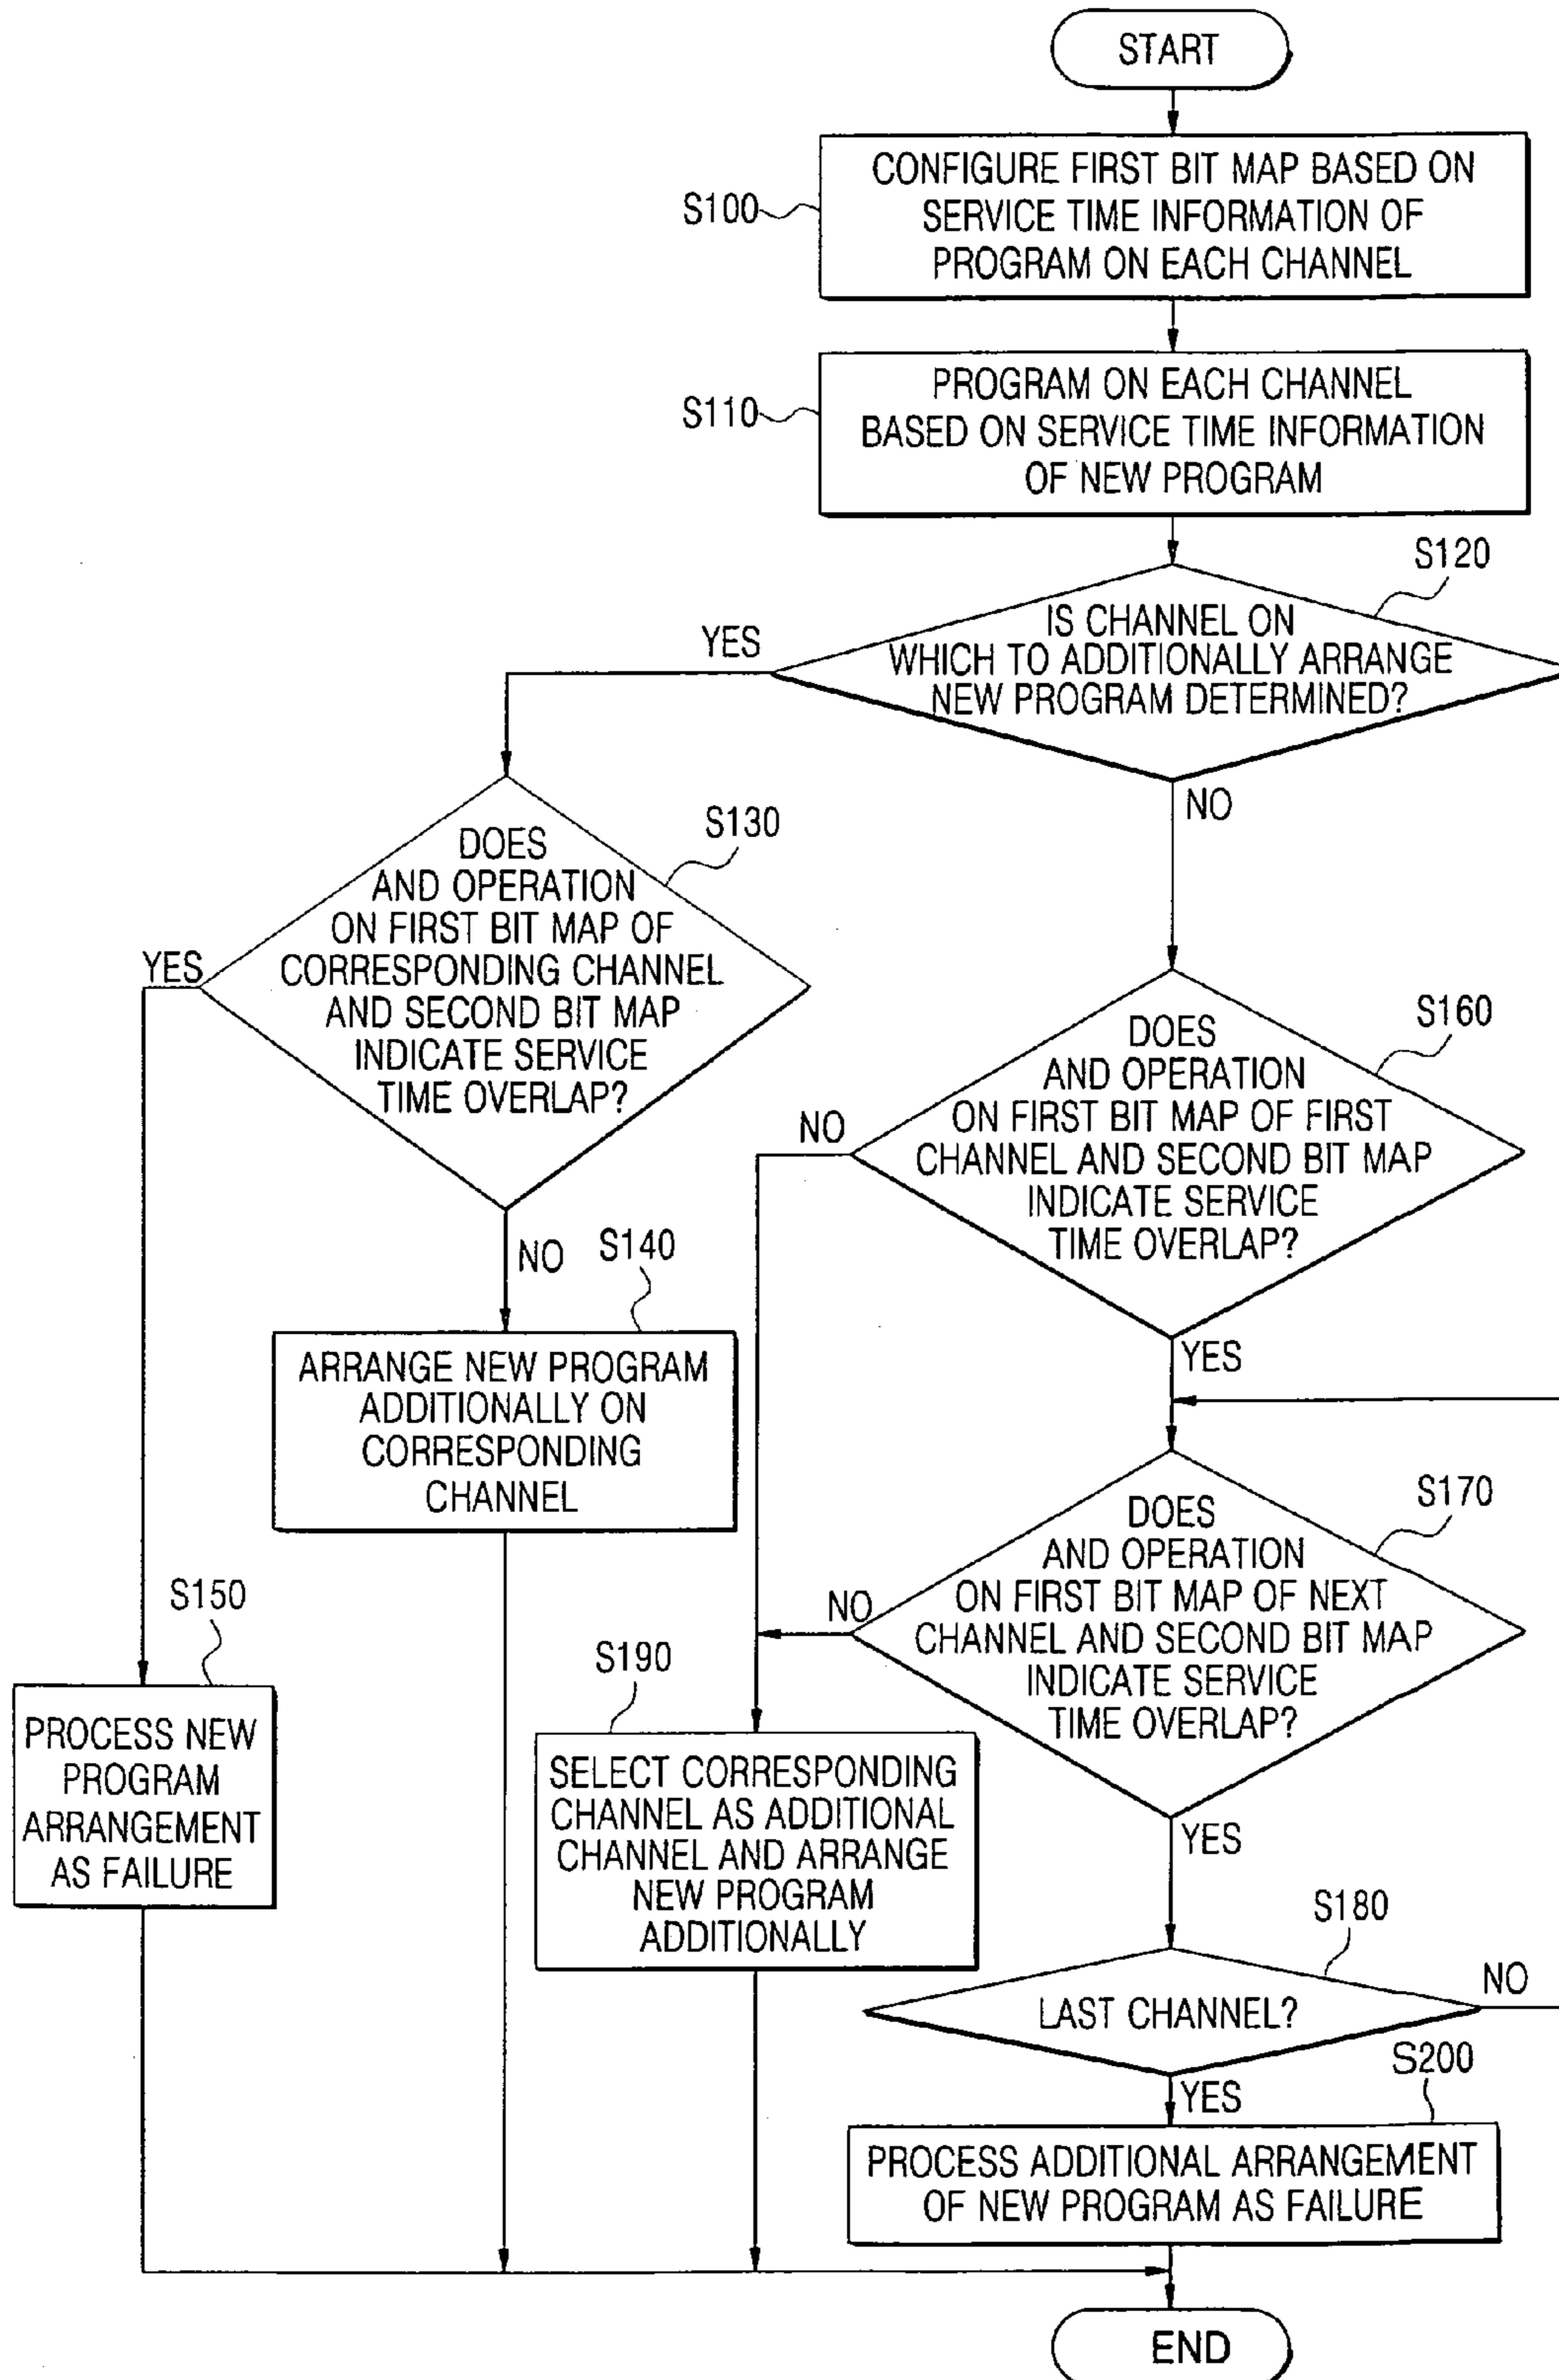 START
S100
CONFIGURE FIRST BIT MAP BASED ON
SERVICE TIME INFORMATION OF
PROGRAM ON EACH CHANNEL
S110
PROGRAM ON EACH CHANNEL
BASED ON SERVICE TIME INFORMATION
OF NEW PROGRAM
S120
IS CHANNEL ON
WHICH TO ADDITIONALLY ARRANGE
NEW PROGRAM DETERMINED?
YES
NO
S130
DOES
AND OPERATION
ON FIRST BIT MAP OF
CORRESPONDING CHANNEL
AND SECOND BIT MAP
INDICATE SERVICE
TIME OVERLAP?
YES
NO
S140
ARRANGE NEW PROGRAM
ADDITIONALLY ON
CORRESPONDING
CHANNEL
S150
PROCESS NEW
PROGRAM
ARRANGEMENT
AS FAILURE
S160
DOES
AND OPERATION
ON FIRST BIT MAP OF FIRST
CHANNEL AND SECOND BIT MAP
INDICATE SERVICE
TIME OVERLAP?
NO
YES
S170
DOES
AND OPERATION
ON FIRST BIT MAP OF NEXT
CHANNEL AND SECOND BIT MAP
INDICATE SERVICE
TIME OVERLAP?
NO
YES
S190
SELECT CORRESPONDING
CHANNEL AS ADDITIONAL
CHANNEL AND ARRANGE
NEW PROGRAM
ADDITIONALLY
S180
LAST CHANNEL?
NO
YES
S200
PROCESS ADDITIONAL ARRANGEMENT
OF NEW PROGRAM AS FAILURE
END